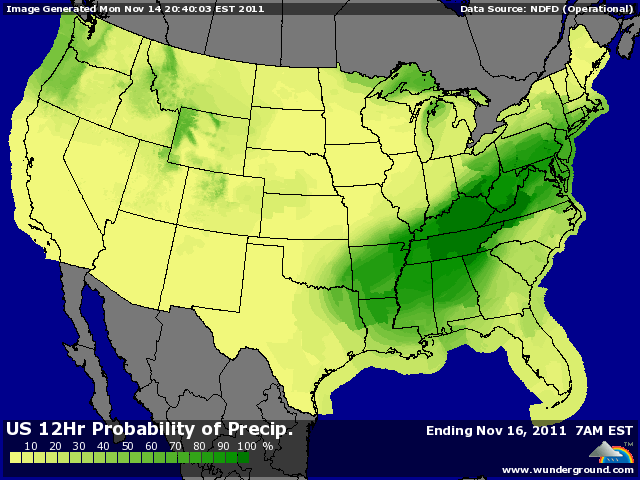 Image Generated Mon Nov 14 20:40:03 EST 2011
Data Source: NDFD (Operational)
US 12Hr Probability of Precip.
Ending Nov 16, 2011 7AM EST
10 20 30 40 50 60 70 80 90 100 %
TM
www.wunderground.com